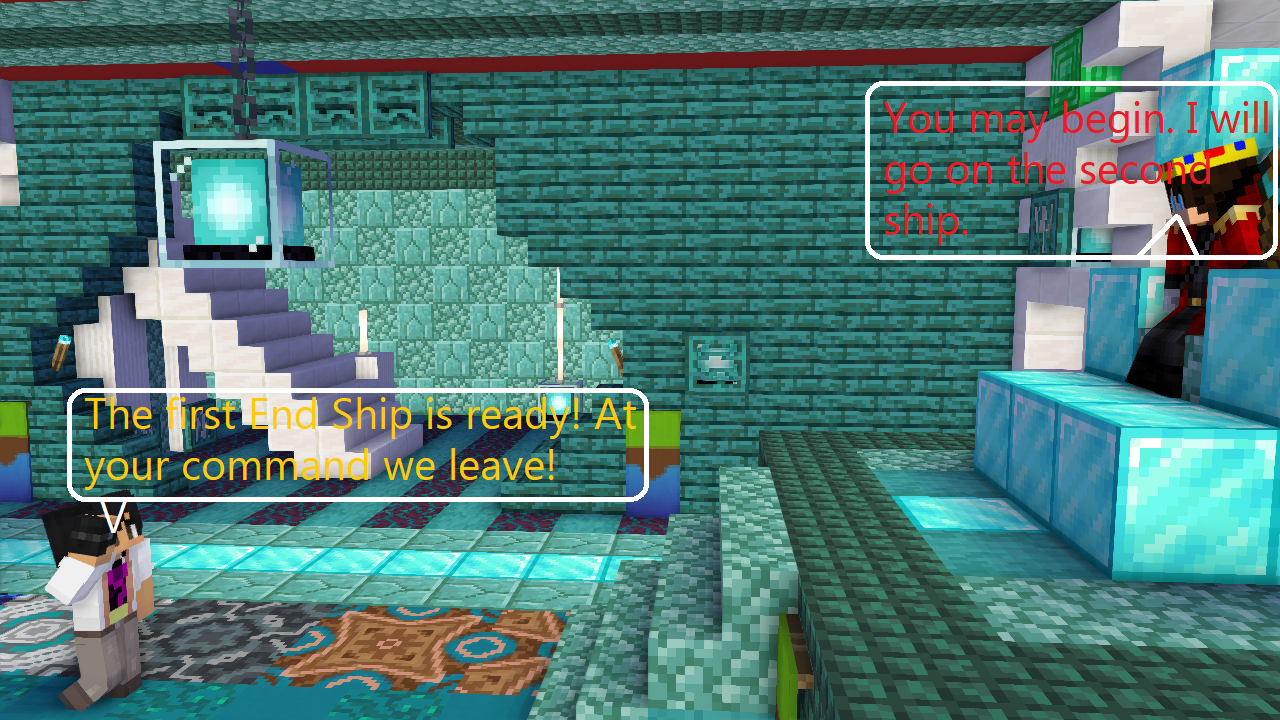 The first End Ship is ready! At
your command we leave!
You may begin. I will
go on the second
ship.